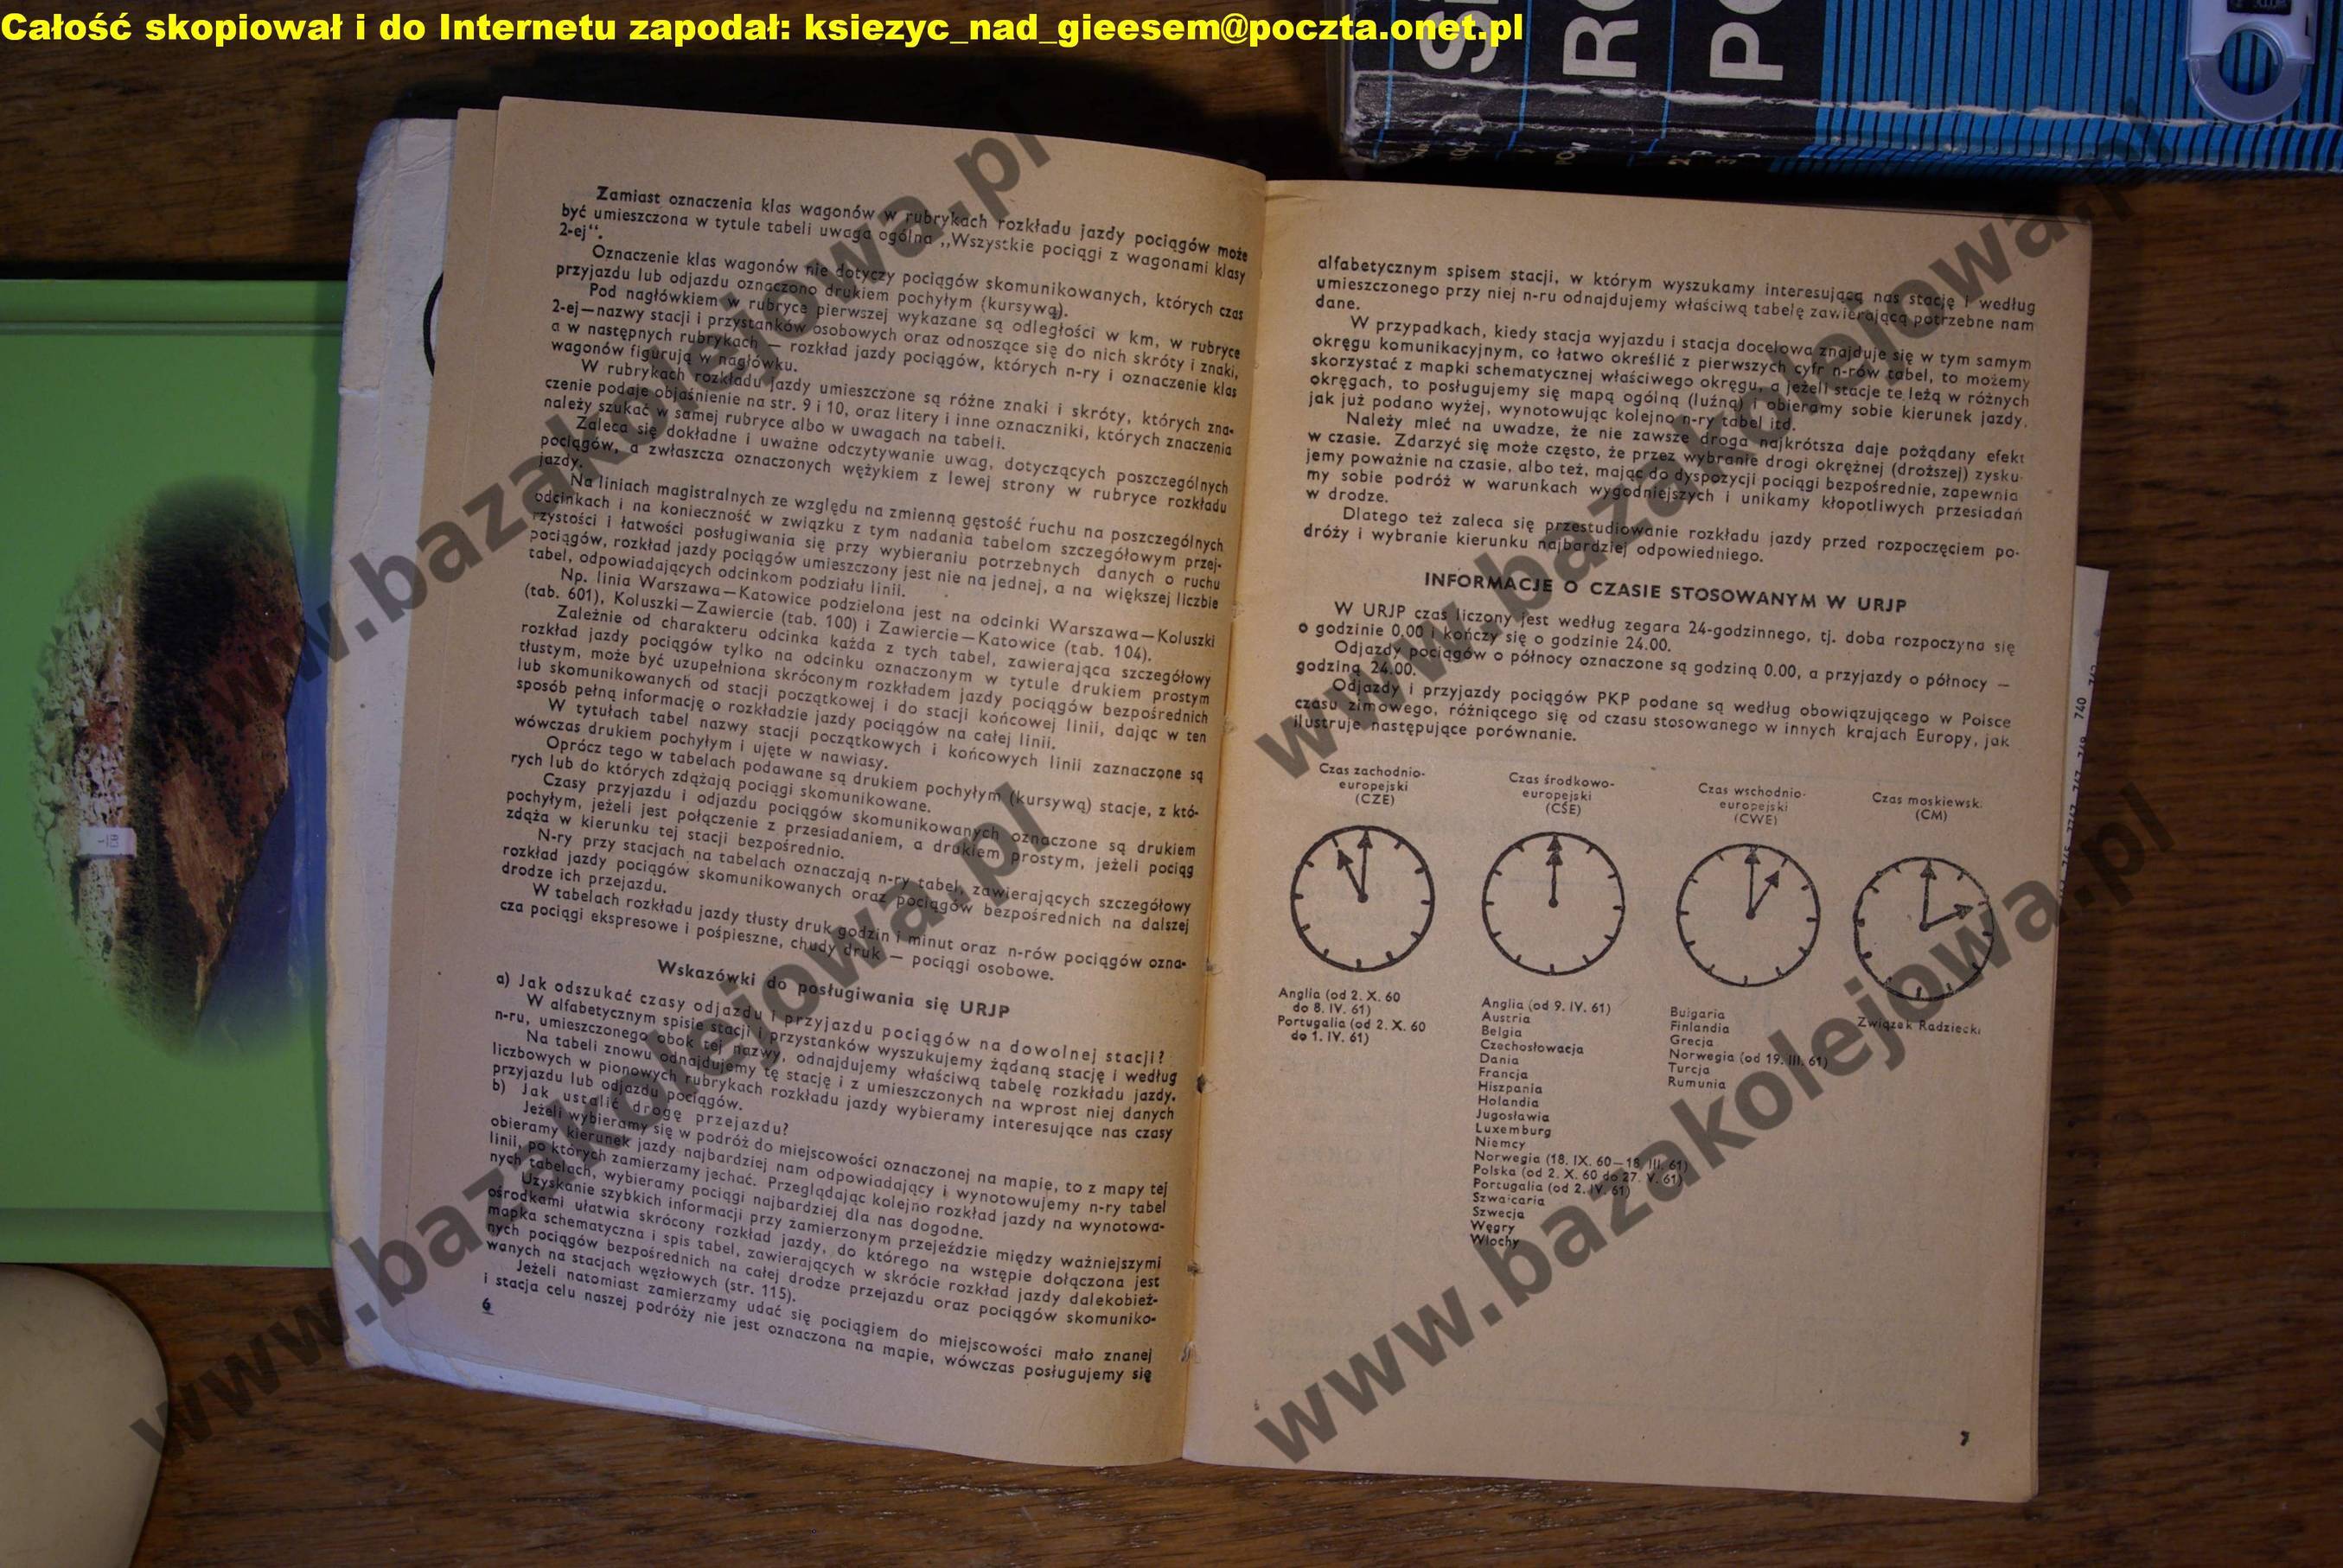 Całość skopiował i do Internetu zapodał: ksiezyc_nad_gieesem@poczta.onet.pl
Zamiast oznaczenia klas wagonów w rubrykach rozkładu jazdy pociągów może
być umieszczona w tytule tabeli uwaga ogólna „Wszystkie pociągi z wagonami klasy
2-ej“.
Oznaczenie klas wagonów nie dotyczy pociągów skomunikowanych, których czas
przyjazdu lub odjazdu oznaczono drukiem pochyłym (kursywą).
Pod nagłówkiem w rubryce pierwszej wykazane są odległości w km, w rubryce
2-ej—nazwy stacji i przystanków osobowych oraz odnoszące się do nich skróty i znaki,
a w następnych rubrykach — rozkład jazdy pociągów, których n-ry i oznaczenie klas
wagonów figurują w nagłówku.
W rubrykach rozkładu jazdy umieszczone są różne znaki i skróty, których zna-
czenie podaje objaśnienie na str. 9 i 10, oraz litery i inne oznaczniki, których znaczenia
należy szukać w samej rubryce albo w uwagach na tabeli.
Zaleca się dokładne i uważne odczytywanie uwag, dotyczących poszczególnych
pociągów, a zwłaszcza oznaczonych wężykiem z lewej strony w rubryce rozkładu
jazdy.
Na liniach magistralnych ze względu na zmienną gęstość ruchu na poszczególnych
odcinkach i na konieczność w związku z tym nadania tabelom szczegółowym przej-
rzystości i łatwości posługiwania się przy wybieraniu potrzebnych danych o ruchu
pociągów, rozkład jazdy pociągów umieszczony jest nie na jednej, a na większej liczbie
tabel, odpowiadających odcinkom podziału linii.
Np. linia Warszawa—Katowice podzielona jest na odcinki Warszawa—Koluszki
(tab. 601), Koluszki—Zawiercie (tab. 100) i Zawiercie—Katowice (tab. 104).
Zależnie od charakteru odcinka każda z tych tabel, zawierająca szczegółowy
rozkład jazdy pociągów tylko na odcinku oznaczonym w tytule drukiem prostym
tłustym, może być uzupełniona skróconym rozkładem jazdy pociągów bezpośrednich
lub skomunikowanych od stacji początkowej i do stacji końcowej linii, dając w ten
sposób pełną informację o rozkładzie jazdy pociągów na całej linii.
W tytułach tabel nazwy stacji początkowych i końcowych linii zaznaczone są
wówczas drukiem pochyłym i ujęte w nawiasy.
Oprócz tego w tabelach podawane są drukiem pochyłym (kursywą) stacje, z któ-
rych lub do których zdążają pociągi skomunikowane.
Czasy przyjazdu i odjazdu pociągów skomunikowanych oznaczone są drukiem
pochyłym, jeżeli jest połączenie z przesiadaniem, a drukiem prostym, jeżeli pociąg
zdąża w kierunku tej stacji bezpośrednio.
N-ry przy stacjach na tabelach oznaczają n-ry tabel, zawierających szczegółowy
rozkład jazdy pociągów skomunikowanych oraz pociągów bezpośrednich na dalszej
drodze ich przejazdu.
W tabelach rozkładu jazdy tłusty druk godzin i minut oraz n-rów pociągów ozna-
cza pociągi ekspresowe i pośpieszne, chudy druk — pociągi osobowe.
Wskazówki do posługiwania się URJP
a) Jak odszukać czasy odjazdu i przyjazdu pociągów na dowolnej stacji?
W alfabetycznym spisie stacji i przystanków wyszukujemy żądaną stację i według
n-ru, umieszczonego obok tej nazwy, odnajdujemy właściwą tabelę rozkładu jazdy.
Na tabeli znowu odnajdujemy tę stację i z umieszczonych na wprost niej danych
liczbowych w pionowych rubrykach rozkładu jazdy wybieramy interesujące nas czasy
przyjazdu lub odjazdu pociągów.
b) Jak ustalić drogę przejazdu?
Jeżeli wybieramy się w podróż do miejscowości oznaczonej na mapie, to z mapy tej
obieramy kierunek jazdy najbardziej nam odpowiadający i wynotowujemy n-ry tabel
linii, po których zamierzamy jechać. Przeglądając kolejno rozkład jazdy na wynotowa-
nych tabelach, wybieramy pociągi najbardziej dla nas dogodne.
Uzyskanie szybkich informacji przy zamierzonym przejeździe między ważniejszymi
ośrodkami ułatwia skrócony rozkład jazdy, do którego na wstępie dołączona jest
mapka schematyczna i spis tabel, zawierających w skrócie rozkład jazdy dalekobież-
nych pociągów bezpośrednich na całej drodze przejazdu oraz pociągów skomuniko-
wanych na stacjach węzłowych (str. 115).
Jeżeli natomiast zamierzamy udać się pociągiem do miejscowości mało znanej
i stacja celu naszej podróży nie jest oznaczona na mapie, wówczas posługujemy się
6
alfabetycznym spisem stacji, w którym wyszukamy interesującą nas stację i według
umieszczonego przy niej n-ru odnajdujemy właściwą tabelę zawierającą potrzebne nam
dane.
W przypadkach, kiedy stacja wyjazdu i stacja docelowa znajduje się w tym samym
okręgu komunikacyjnym, co łatwo określić z pierwszych cyfr n-rów tabel, to możemy
skorzystać z mapki schematycznej właściwego okręgu, a jeżeli stacje te leżą w różnych
okręgach, to posługujemy się mapą ogólną (luźną) i obieramy sobie kierunek jazdy,
jak już podano wyżej, wynotowując kolejno n-ry tabel itd.
Należy mieć na uwadze, że nie zawsze droga najkrótsza daje pożądany efekt
w czasie. Zdarzyć się może często, że przez wybranie drogi okrężnej (droższej) zysku-
jemy poważnie na czasie, albo też, mając do dyspozycji pociągi bezpośrednie, zapewnia
my sobie podróż w warunkach wygodniejszych i unikamy kłopotliwych przesiadań
w drodze.
Dlatego też zaleca się przestudiowanie rozkładu jazdy przed rozpoczęciem po-
dróży i wybranie kierunku najbardziej odpowiedniego.
INFORMACJE O CZASIE STOSOWANYM W URJP
W URJP czas liczony jest według zegara 24-godzinnego, tj. doba rozpoczyna się
o godzinie 0.00 i kończy się o godzinie 24.00.
Odjazdy pociągów o północy oznaczone są godziną 0.00, a przyjazdy o północy —
godziną 24.00.
Odjazdy i przyjazdy pociągów PKP podane są według obowiązującego w Polsce
czasu zimowego, różniącego się od czasu stosowanego w innych krajach Europy, jak
ilustruje następujące porównanie.
Czas zachodnio-
europejski
(CZE)
Anglia (od 2. X. 60
do 8. IV. 61)
Portugalia (od 2. X. 60
do 1. IV. 61)
Czas środkowo-
europejski
(CŚE)
Anglia (od 9. IV. 61)
Austria
Belgia
Czechosłowacja
Dania
Francja
Hiszpania
Holandia
Jugosławia
Luxemburg
Niemcy
Norwegia (18. IX. 60—18. III. 61)
Polska (od 2. X. 60 do 27. V. 61)
Portugalia (od 2. IV. 61)
Szwajcaria
Szwecja
Węgry
Włochy
Czas wschodnio-
europejski
(CWE)
Bułgaria
Finlandia
Grecja
Norwegia (od 19. III. 61)
Turcja
Rumunia
Czas moskiewski
(CM)
Związek Radziecki
7
www.bazakolejowa.pl
www.bazakolejowa.pl
www.bazakolejowa.pl
www.bazakolejowa.pl